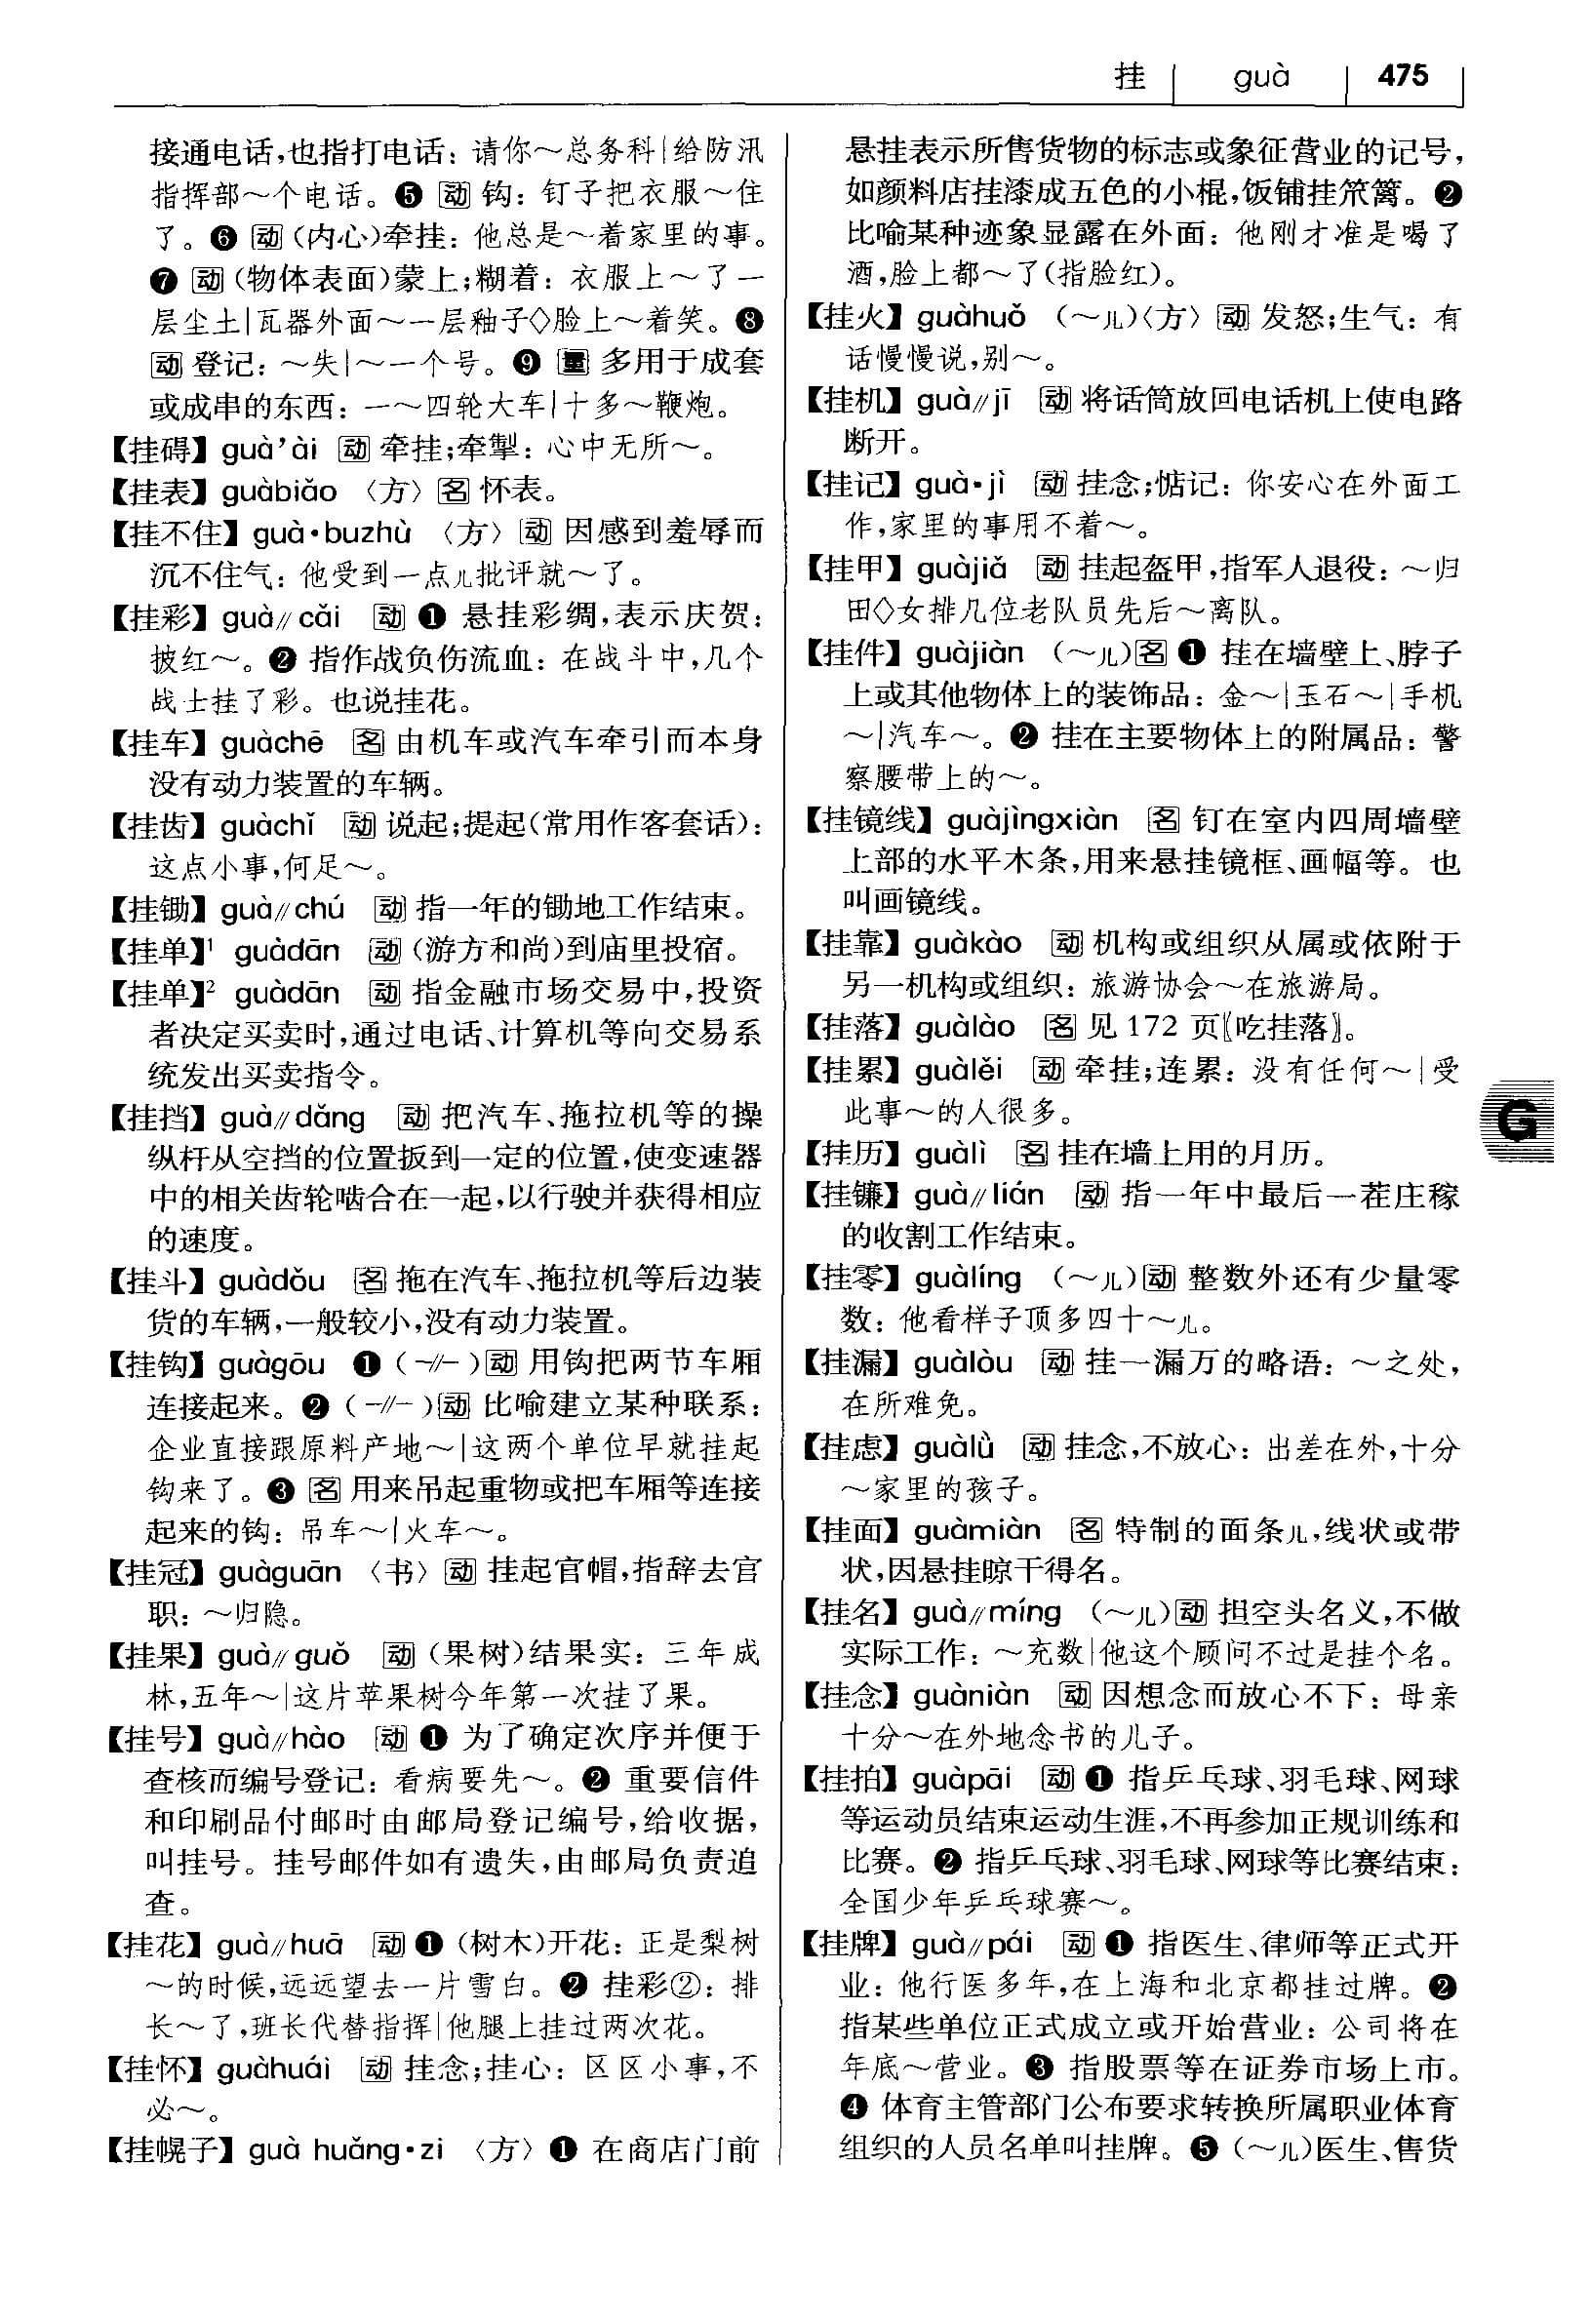 挂 guà 475
接通电话，也指打电话：请你～总务科|给防汛
指挥部～个电话。❺ 动 钩：钉子把衣服～住
了。❻ 动 (内心)牵挂：他总是～着家里的事。
❼ 动 (物体表面)蒙上；糊着：衣服上～了一
层尘土|瓦器外面～一层釉子◇脸上～着笑。❽
动 登记：～失|～一个号。❾ 量 多用于成套
或成串的东西：一～四轮大车|十多～鞭炮。
【挂碍】guà’ài 动 牵挂；牵掣：心中无所～。
【挂表】guàbiǎo 〈方〉名 怀表。
【挂不住】guà•buzhù 〈方〉动 因感到羞辱而
沉不住气：他受到一点儿批评就～了。
【挂彩】guà//cǎi 动 ❶ 悬挂彩绸，表示庆贺：
披红～。❷ 指作战负伤流血：在战斗中，几个
战士挂了彩。也说挂花。
【挂车】guàchē 名 由机车或汽车牵引而本身
没有动力装置的车辆。
【挂齿】guàchǐ 动 说起；提起(常用作客套话)：
这点小事，何足～。
【挂锄】guà//chú 动 指一年的锄地工作结束。
【挂单】¹ guàdān 动 (游方和尚)到庙里投宿。
【挂单】² guàdān 动 指金融市场交易中，投资
者决定买卖时，通过电话、计算机等向交易系
统发出买卖指令。
【挂挡】guà//dǎng 动 把汽车、拖拉机等的操
纵杆从空挡的位置扳到一定的位置，使变速器
中的相关齿轮啮合在一起，以行驶并获得相应
的速度。
【挂斗】guàdǒu 名 拖在汽车、拖拉机等后边装
货的车辆，一般较小，没有动力装置。
【挂钩】guàgōu ❶ (-//-)动 用钩把两节车厢
连接起来。❷ (-//-)动 比喻建立某种联系：
企业直接跟原料产地～|这两个单位早就挂起
钩来了。❸ 名 用来吊起重物或把车厢等连接
起来的钩：吊车～|火车～。
【挂冠】guàguān 〈书〉动 挂起官帽，指辞去官
职：～归隐。
【挂果】guà//guǒ 动 (果树)结果实：三年成
林，五年～|这片苹果树今年第一次挂了果。
【挂号】guà//hào 动 ❶ 为了确定次序并便于
查核而编号登记：看病要先～。❷ 重要信件
和印刷品付邮时由邮局登记编号，给收据，
叫挂号。挂号邮件如有遗失，由邮局负责追
查。
【挂花】guà//huā 动 ❶ (树木)开花：正是梨树
～的时候，远远望去一片雪白。❷ 挂彩②：排
长～了，班长代替指挥|他腿上挂过两次花。
【挂怀】guàhuái 动 挂念；挂心：区区小事，不
必～。
【挂幌子】guà huǎng•zi 〈方〉❶ 在商店门前
悬挂表示所售货物的标志或象征营业的记号，
如颜料店挂漆成五色的小棍，饭铺挂笊篱。❷
比喻某种迹象显露在外面：他刚才准是喝了
酒，脸上都～了(指脸红)。
【挂火】guàhuǒ (～儿)〈方〉动 发怒；生气：有
话慢慢说，别～。
【挂机】guà//jī 动 将话筒放回电话机上使电路
断开。
【挂记】guà•jì 动 挂念；惦记：你安心在外面工
作，家里的事用不着～。
【挂甲】guàjiǎ 动 挂起盔甲，指军人退役：～归
田◇女排几位老队员先后～离队。
【挂件】guàjiàn (～儿)名 ❶ 挂在墙壁上、脖子
上或其他物体上的装饰品：金～|玉石～|手机
～|汽车～。❷ 挂在主要物体上的附属品：警
察腰带上的～。
【挂镜线】guàjìngxiàn 名 钉在室内四周墙壁
上部的水平木条，用来悬挂镜框、画幅等。也
叫画镜线。
【挂靠】guàkào 动 机构或组织从属或依附于
另一机构或组织：旅游协会～在旅游局。
【挂落】guàlào 名 见 172 页〖吃挂落〗。
【挂累】guàlěi 动 牵挂；连累：没有任何～|受
此事～的人很多。
G
【挂历】guàlì 名 挂在墙上用的月历。
【挂镰】guà//lián 动 指一年中最后一茬庄稼
的收割工作结束。
【挂零】guàlíng (～儿)动 整数外还有少量零
数：他看样子顶多四十～儿。
【挂漏】guàlòu 动 挂一漏万的略语：～之处，
在所难免。
【挂虑】guàlǜ 动 挂念，不放心：出差在外，十分
～家里的孩子。
【挂面】guàmiàn 名 特制的面条儿，线状或带
状，因悬挂晾干得名。
【挂名】guà//míng (～儿)动 担空头名义，不做
实际工作：～充数|他这个顾问不过是挂个名。
【挂念】guàniàn 动 因想念而放心不下：母亲
十分～在外地念书的儿子。
【挂拍】guàpāi 动 ❶ 指乒乓球、羽毛球、网球
等运动员结束运动生涯，不再参加正规训练和
比赛。❷ 指乒乓球、羽毛球、网球等比赛结束：
全国少年乒乓球赛～。
【挂牌】guà//pái 动 ❶ 指医生、律师等正式开
业：他行医多年，在上海和北京都挂过牌。❷
指某些单位正式成立或开始营业：公司将在
年底～营业。❸ 指股票等在证券市场上市。
❹ 体育主管部门公布要求转换所属职业体育
组织的人员名单叫挂牌。❺ (～儿)医生、售货